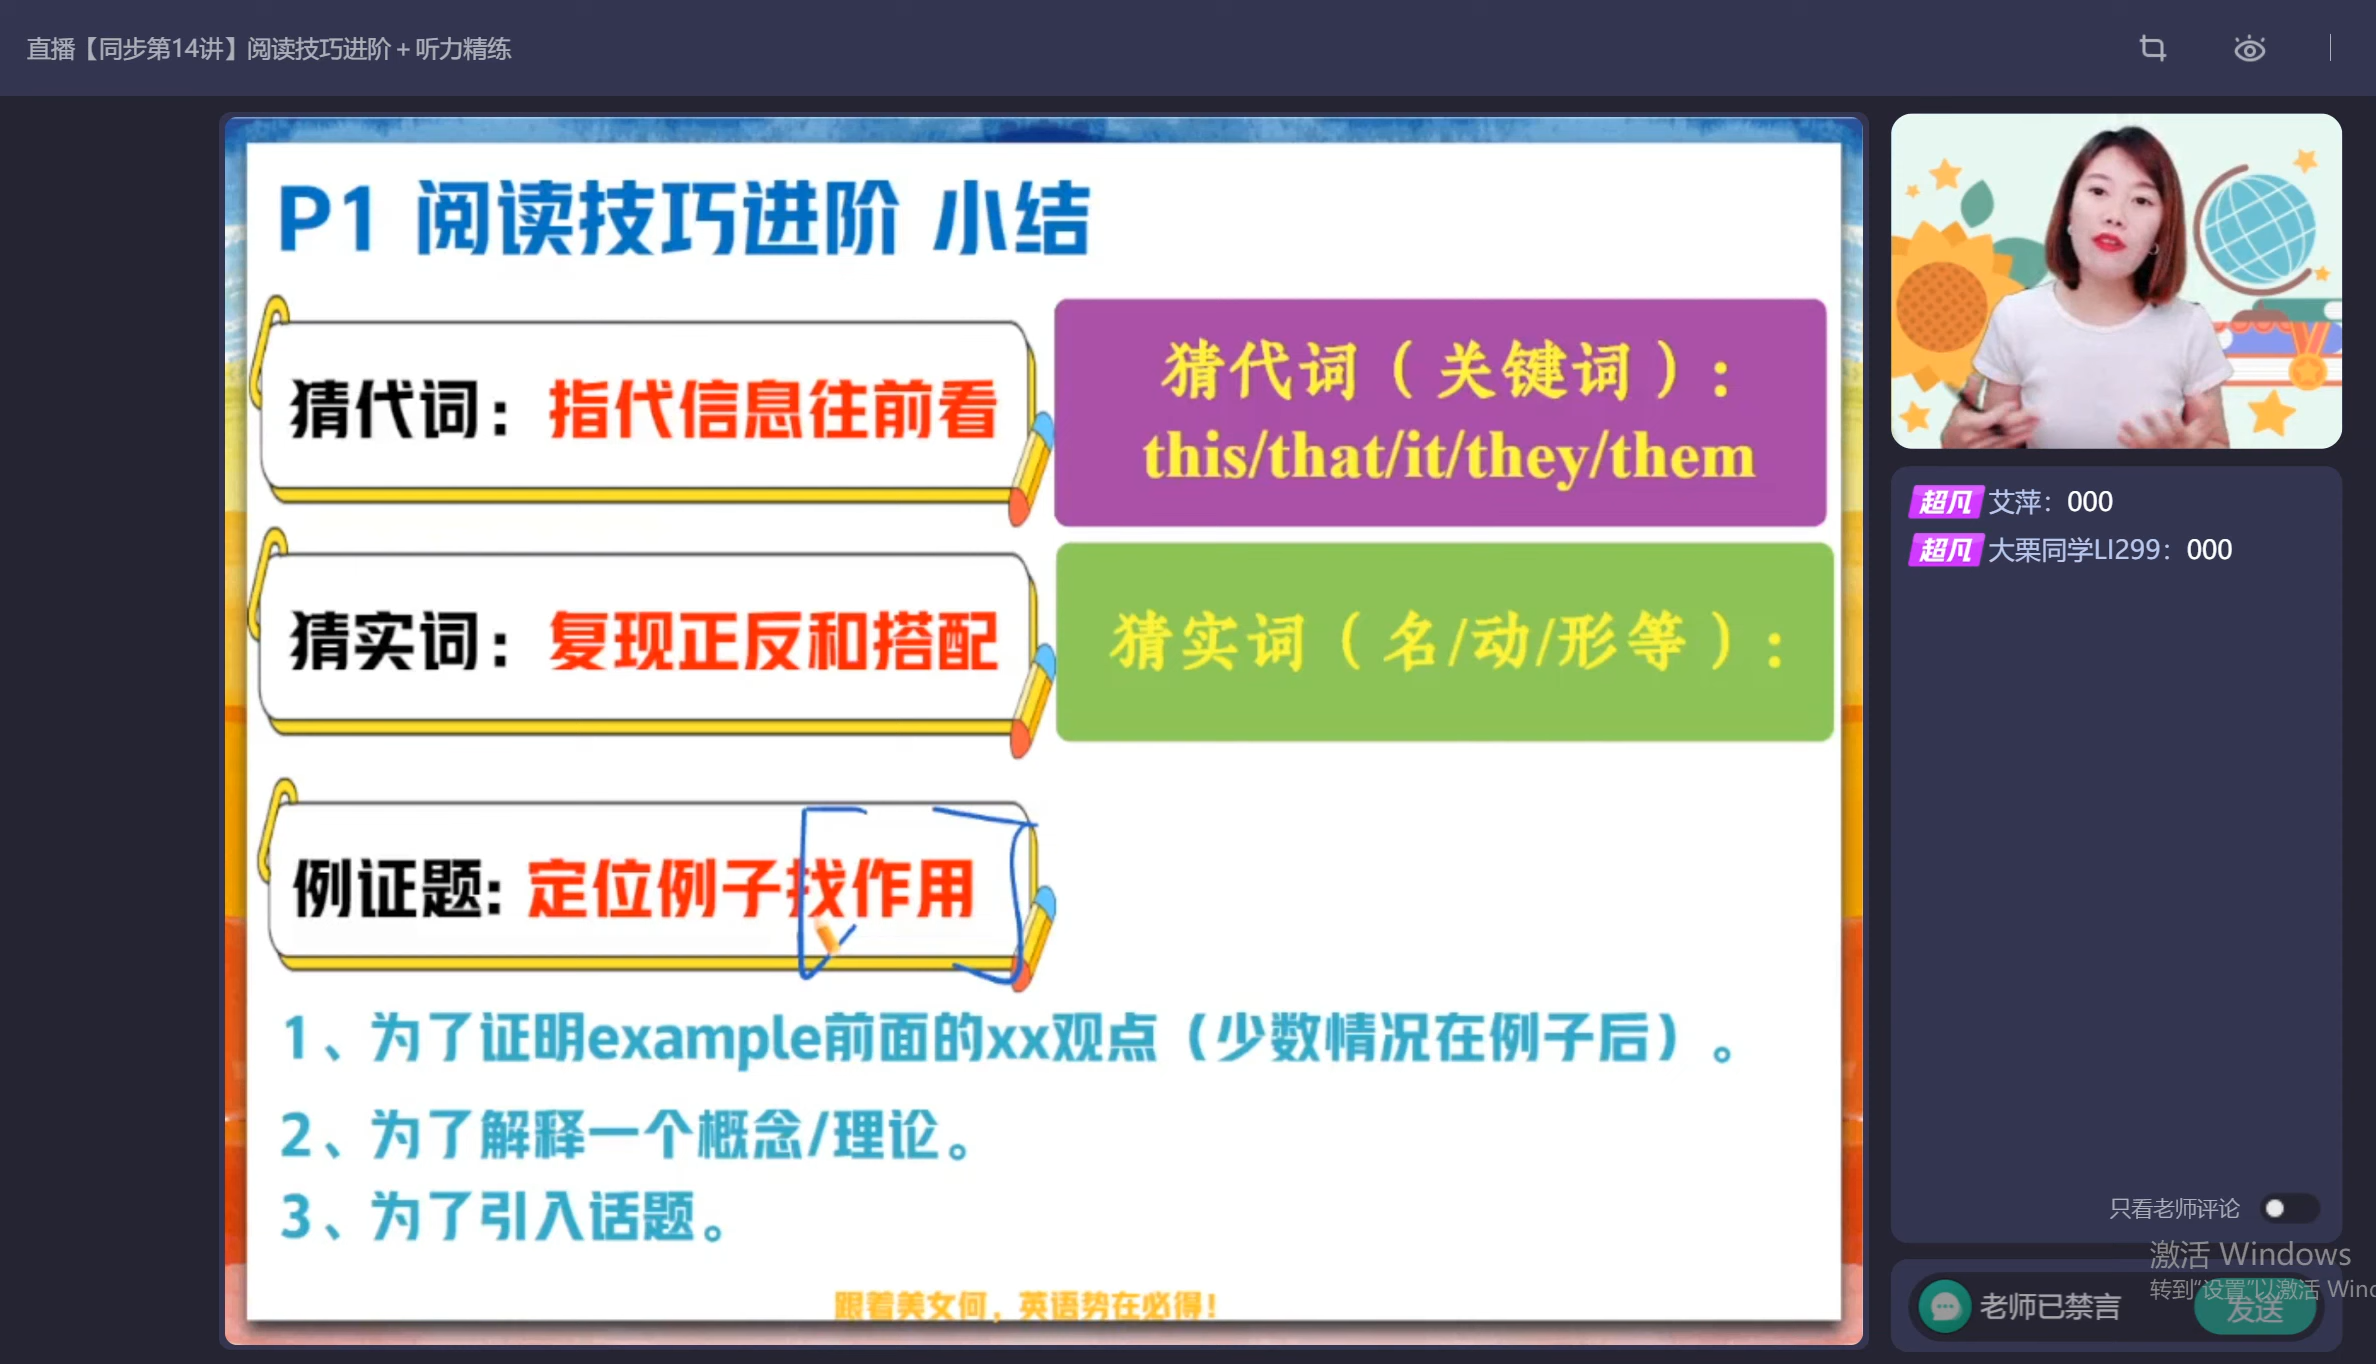 直播【同步第14讲】阅读技巧进阶+听力精练
P1 阅读技巧进阶 小结
猜代词：指代信息往前看
猜代词（关键词）：
this/that/it/they/them
猜实词：复现正反和搭配
猜实词（名/动/形等）：
例证题: 定位例子找作用
1、为了证明example前面的xx观点（少数情况在例子后）。
2、为了解释一个概念/理论。
3、为了引入话题。
跟着美女何，英语势在必得！
超凡 艾萍：000
超凡 大栗同学LI299：000
只看老师评论
激活 Windows
转到"设置"以激活 Winc
老师已禁言
发送